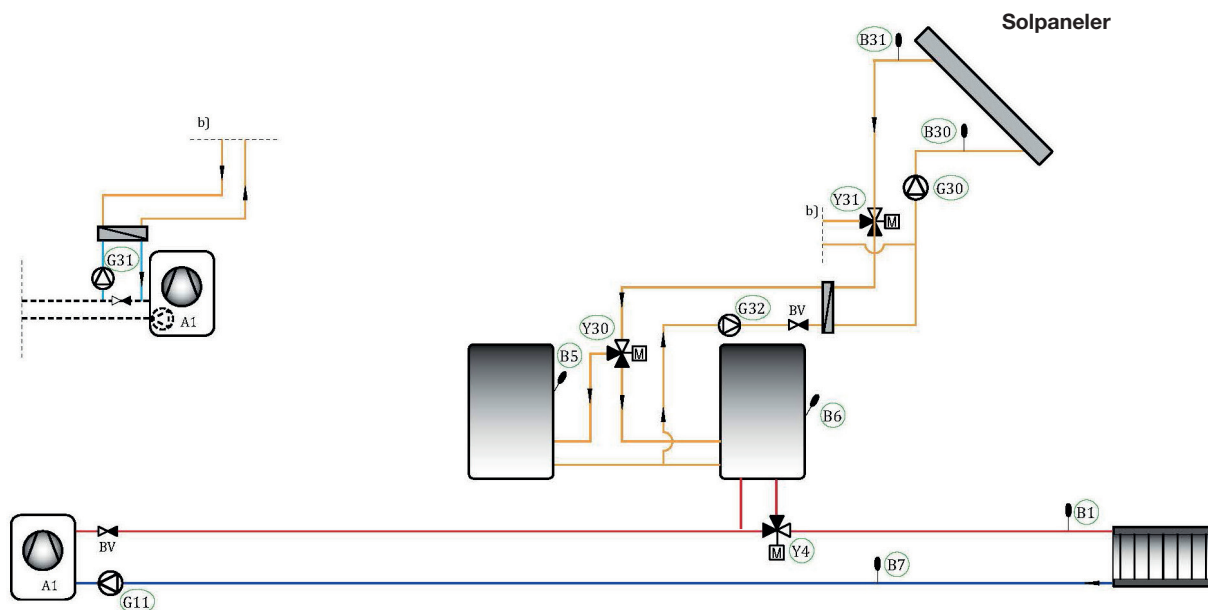 Solpaneler
B31
b)
B30
G30
Y31
b)
M
G31
G32
BV
A1
Y30
M
B5
B6
B1
BV
Y4
M
B7
A1
G11